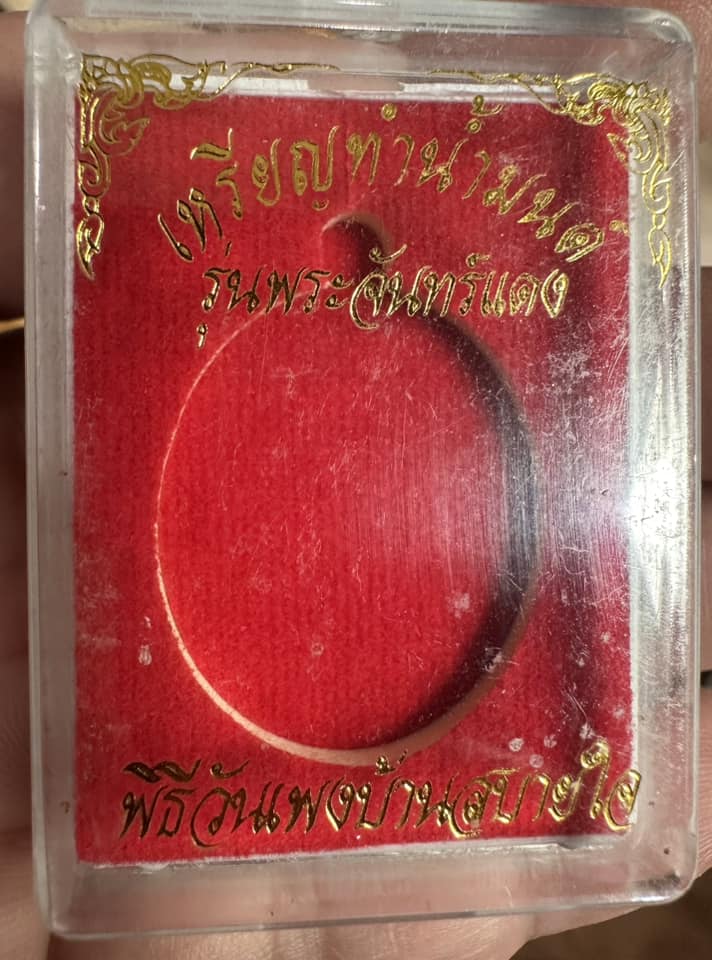 เหรียญทำน้ำมนต์
รุ่นพระจันทร์แดง
พิธีวันเพงบ้านสบายใจ